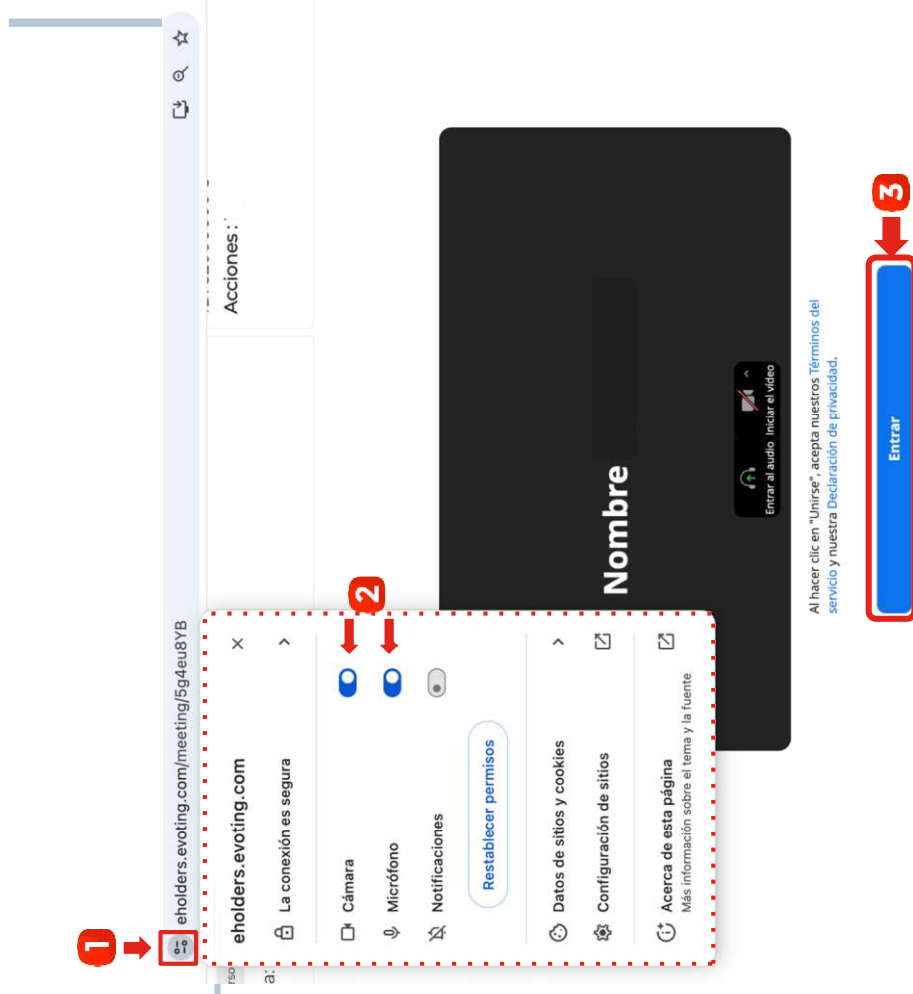 1
eholders.evoting.com/meeting/5g4eu8YB
a:
Acciones:
eholders.evoting.com
La conexión es segura
Cámara
2
Micrófono
Notificaciones
Restablecer permisos
Datos de sitios y cookies
Configuración de sitios
Acerca de esta página
Más información sobre el tema y la fuente
Nombre
Entrar al audio Iniciar el vídeo
Al hacer clic en "Unirse", acepta nuestros Términos del
servicio y nuestra Declaración de privacidad.
Entrar
3